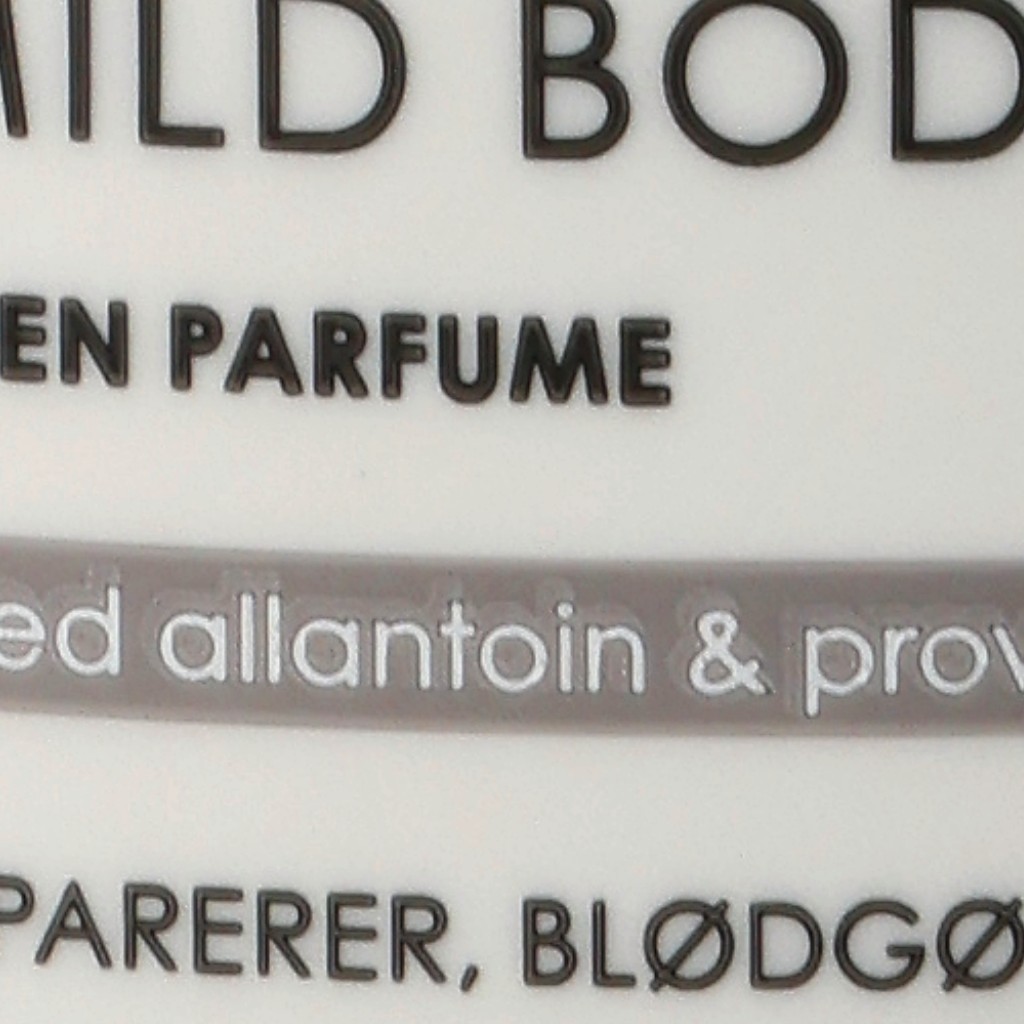 MILD BOD
EN PARFUME
ed allantoin & prov
PARERER, BLØDGØ